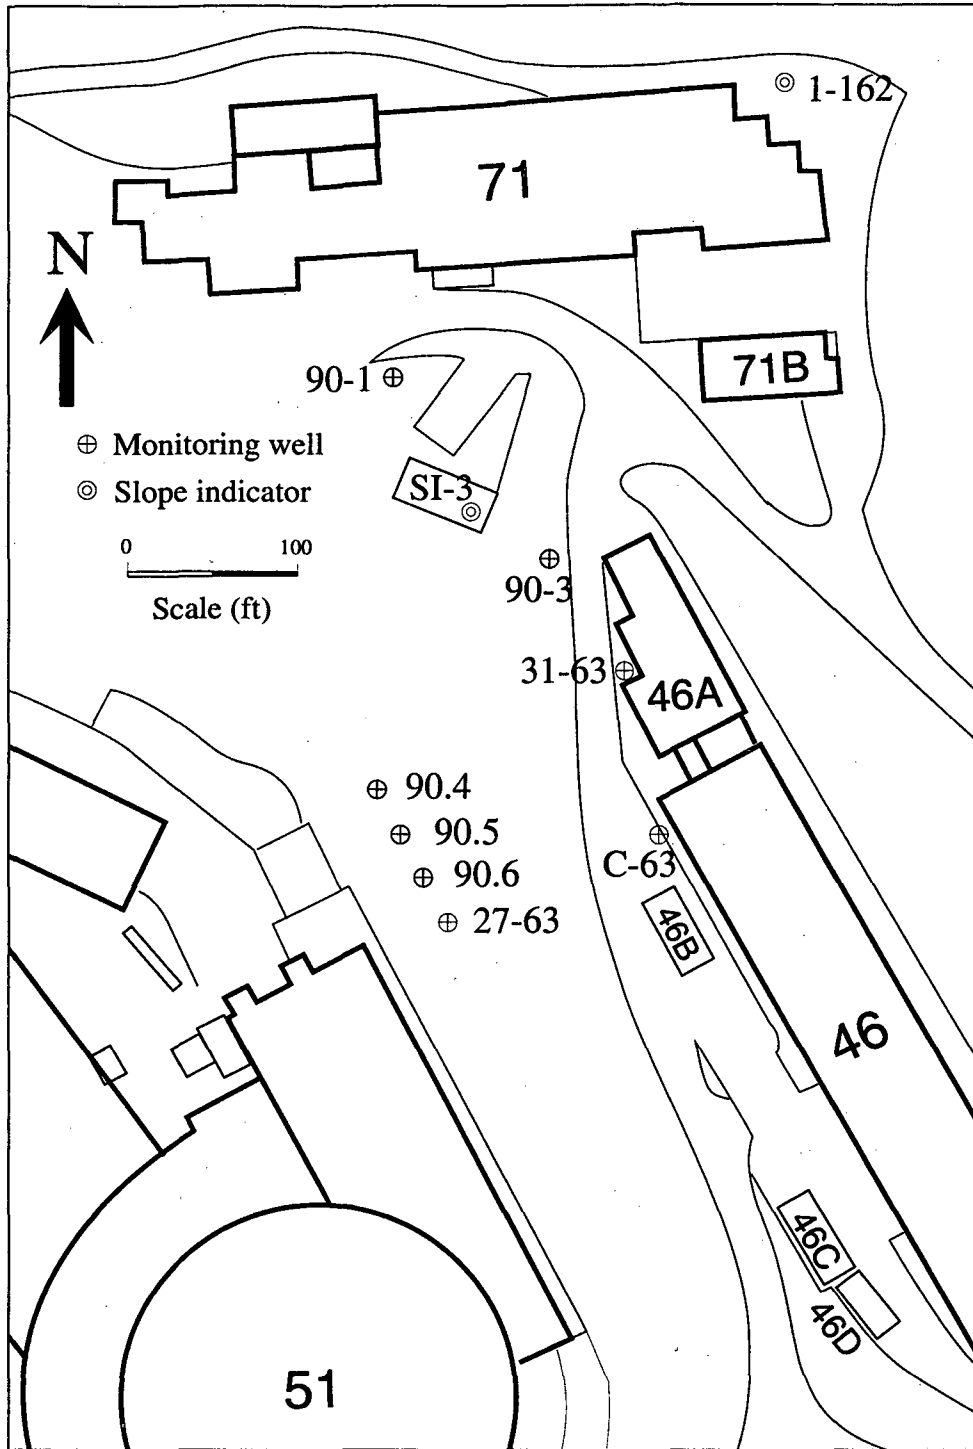 1-162
71
N
71B
90-1
Monitoring well
Slope indicator
SI-3
0 100
Scale (ft)
90-3
31-63
46A
90.4
90.5
C-63
90.6
27-63
46B
46
46C
46D
51